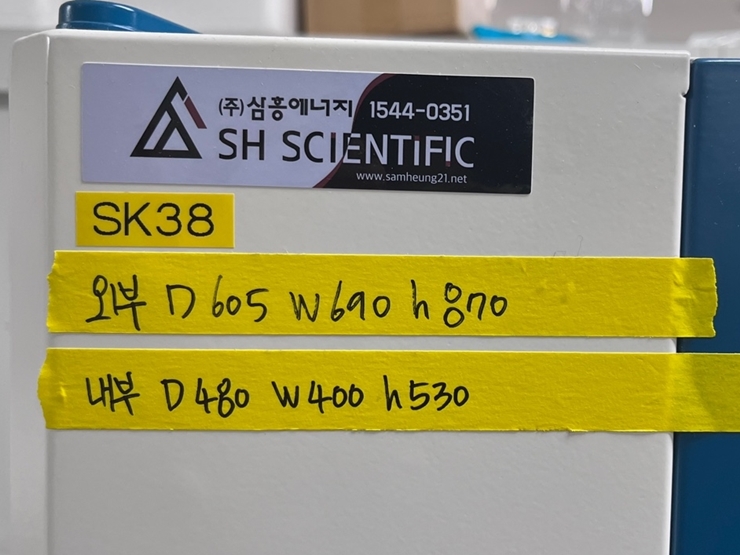 (주)삼흥에너지 1544-0351
SH SCIENTIFIC
www.samheung21.net
SK38
외부 D 605 W 690 h 870
내부 D 480 W 400 h 530